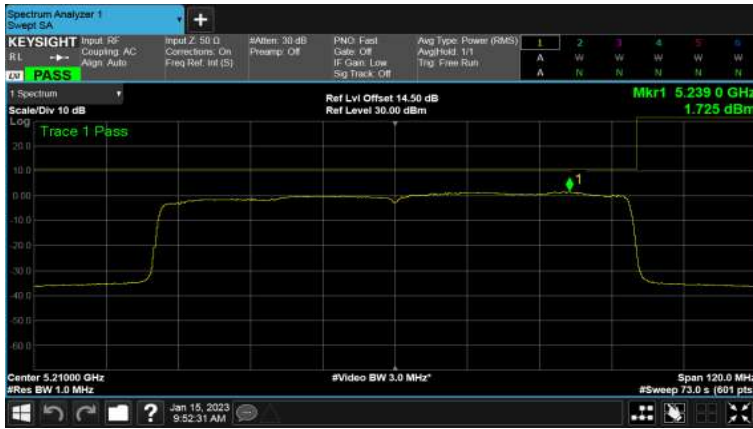 Spectrum Analyzer 1
Swept SA
+
KEYSIGHT Input: RF Input Z: 50 Ω #Atten: 30 dB PNO: Fast Avg Type: Power (RMS) 1 2 3 4 5 6
RL Coupling: AC Corrections: On Preamp: Off Gate: Off Avg|Hold: 1/1 A W W W W W
Align: Auto Freq Ref: Int (S) IF Gain: Low Trig: Free Run
LXI PASS Sig Track: Off A N N N N N
1 Spectrum
Ref Lvl Offset 14.50 dB Mkr1 5.239 0 GHz
Scale/Div 10 dB Ref Level 30.00 dBm 1.725 dBm
Log
Trace 1 Pass
20.0
10.0
1
0.00
-10.0
-20.0
-30.0
-40.0
-50.0
-60.0
Center 5.21000 GHz #Video BW 3.0 MHz* Span 120.0 MHz
#Res BW 1.0 MHz #Sweep 73.0 s (601 pts
? Jan 15, 2023
9:52:31 AM